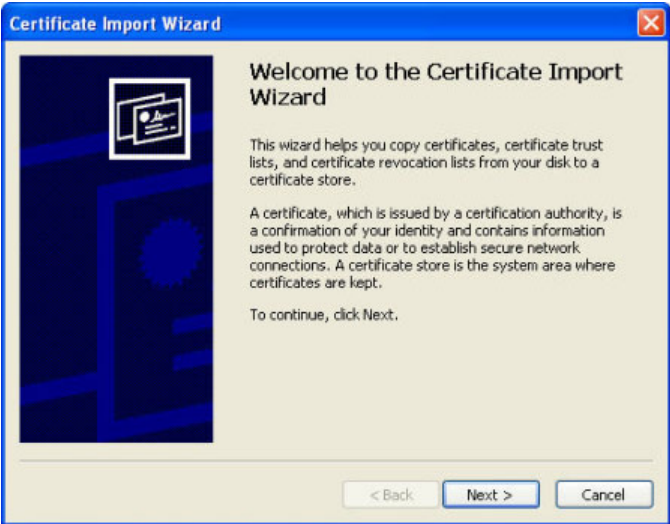 Certificate Import Wizard
Welcome to the Certificate Import
Wizard
This wizard helps you copy certificates, certificate trust
lists, and certificate revocation lists from your disk to a
certificate store.
A certificate, which is issued by a certification authority, is
a confirmation of your identity and contains information
used to protect data or to establish secure network
connections. A certificate store is the system area where
certificates are kept.
To continue, click Next.
< Back Next > Cancel